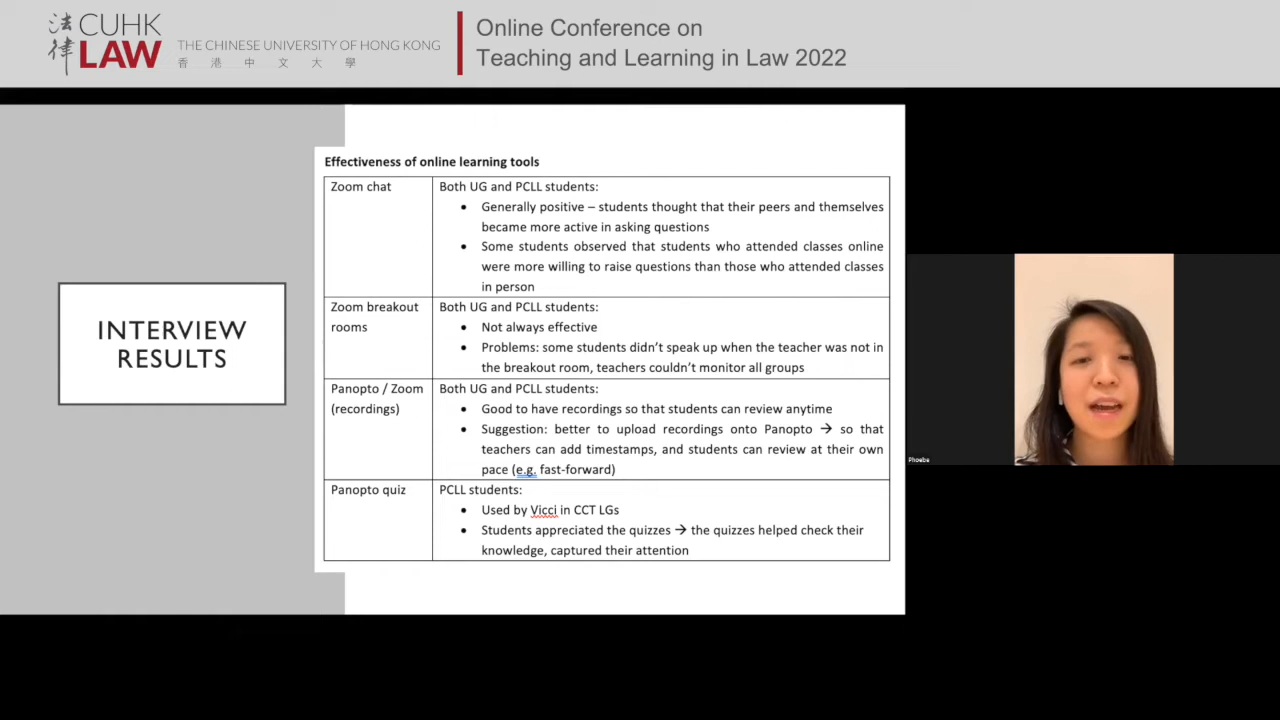 法律
CUHK
LAW
THE CHINESE UNIVERSITY OF HONG KONG
香港中文大學
Online Conference on
Teaching and Learning in Law 2022
INTERVIEW
RESULTS
Effectiveness of online learning tools
Zoom chat
Both UG and PCLL students:
• Generally positive – students thought that their peers and themselves
became more active in asking questions
• Some students observed that students who attended classes online
were more willing to raise questions than those who attended classes
in person
Zoom breakout
rooms
Both UG and PCLL students:
• Not always effective
• Problems: some students didn't speak up when the teacher was not in
the breakout room, teachers couldn't monitor all groups
Panopto / Zoom
(recordings)
Both UG and PCLL students:
• Good to have recordings so that students can review anytime
• Suggestion: better to upload recordings onto Panopto → so that
teachers can add timestamps, and students can review at their own
pace (e.g. fast-forward)
Panopto quiz
PCLL students:
• Used by Vicci in CCT LGs
• Students appreciated the quizzes → the quizzes helped check their
knowledge, captured their attention
Phoebe